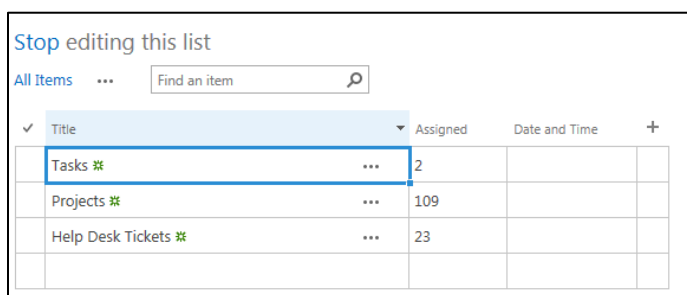 Stop editing this list
All Items ... Find an item
Title Assigned Date and Time +
Tasks ... 2
Projects ... 109
Help Desk Tickets ... 23